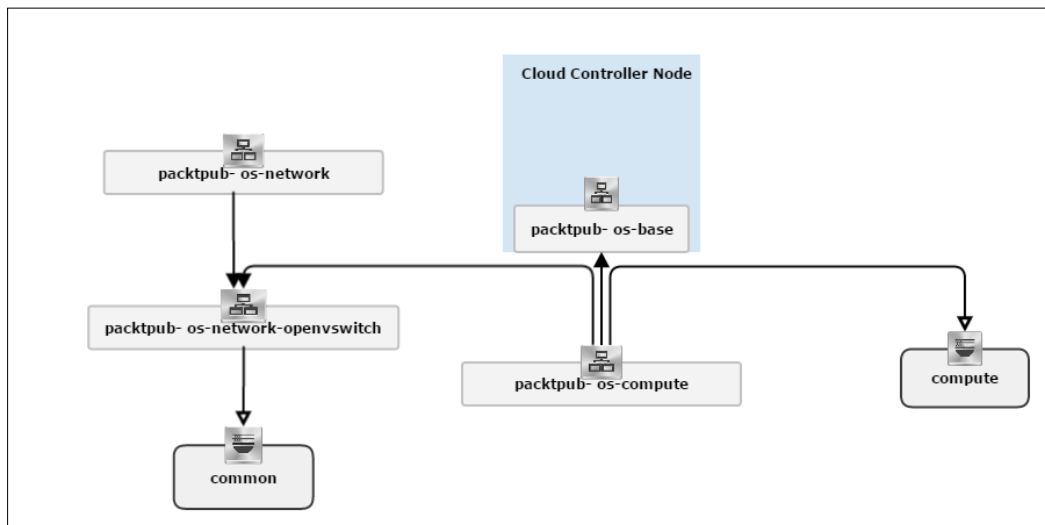 Cloud Controller Node
packtpub- os-network
packtpub- os-base
packtpub- os-network-openvswitch
packtpub- os-compute
compute
common